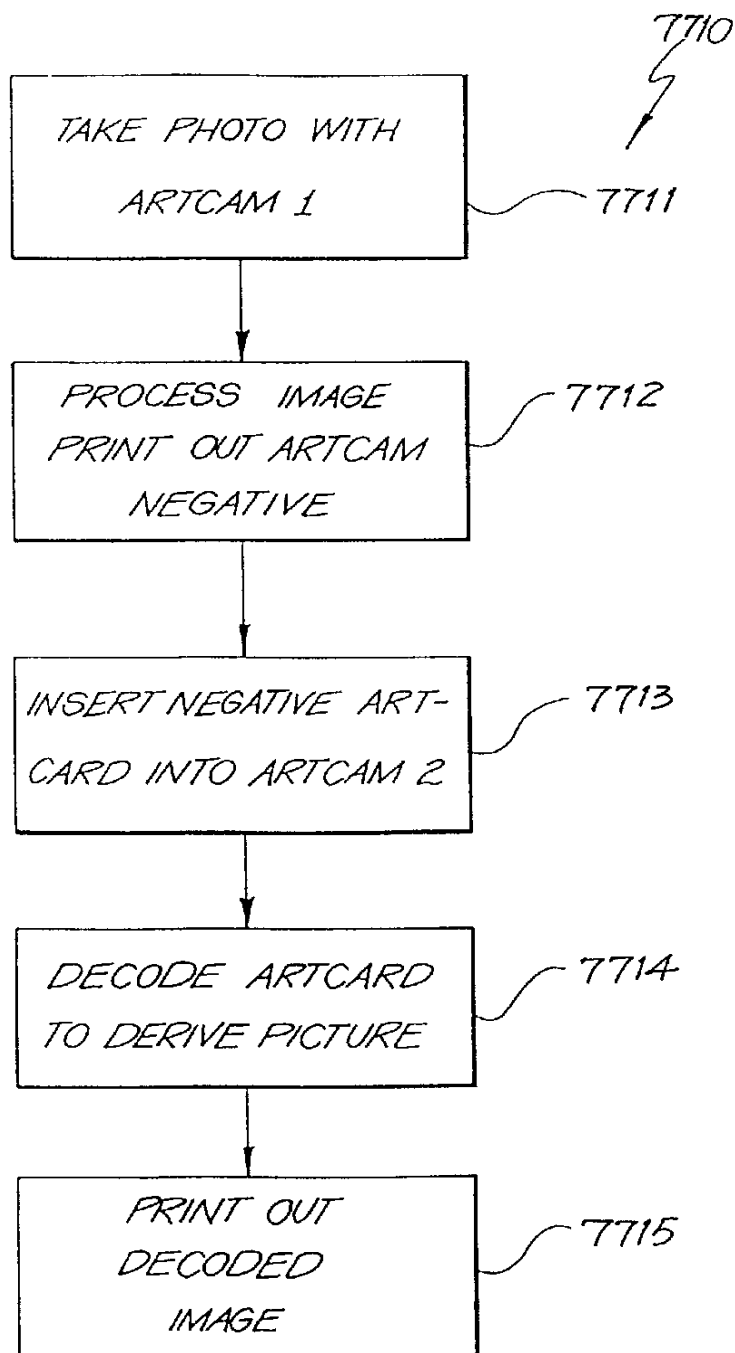 7710
TAKE PHOTO WITH
ARTCAM 1
7711
PROCESS IMAGE
PRINT OUT ARTCAM
NEGATIVE
7712
INSERT NEGATIVE ART-
CARD INTO ARTCAM 2
7713
DECODE ARTCARD
TO DERIVE PICTURE
7714
PRINT OUT
DECODED
IMAGE
7715